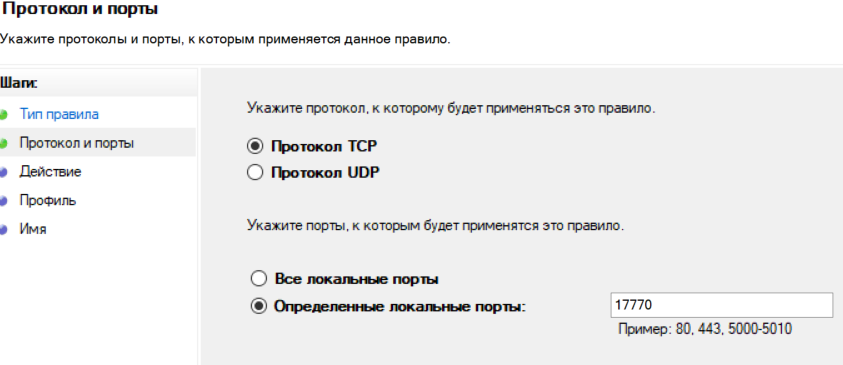 Протокол и порты
Укажите протоколы и порты, к которым применяется данное правило.
Шаги:
Тип правила
Протокол и порты
Действие
Профиль
Имя
Укажите протокол, к которому будет применяться это правило.
Протокол TCP
Протокол UDP
Укажите порты, к которым будет применятся это правило.
Все локальные порты
Определенные локальные порты:
17770
Пример: 80, 443, 5000-5010